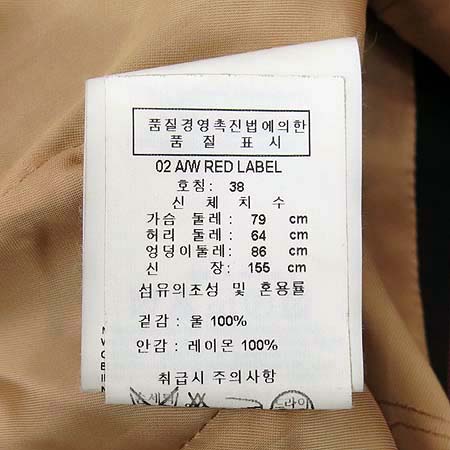 품질경영촉진법에의한
품 질 표 시
02 A/W RED LABEL
호칭: 38
신 체 치 수
가슴 둘레: 79 cm
허리 둘레: 64 cm
엉덩이둘레: 86 cm
신 장: 155 cm
섬유의조성 및 혼용률
겉감: 울 100%
안감: 레이온 100%
취급시 주의사항
드라이